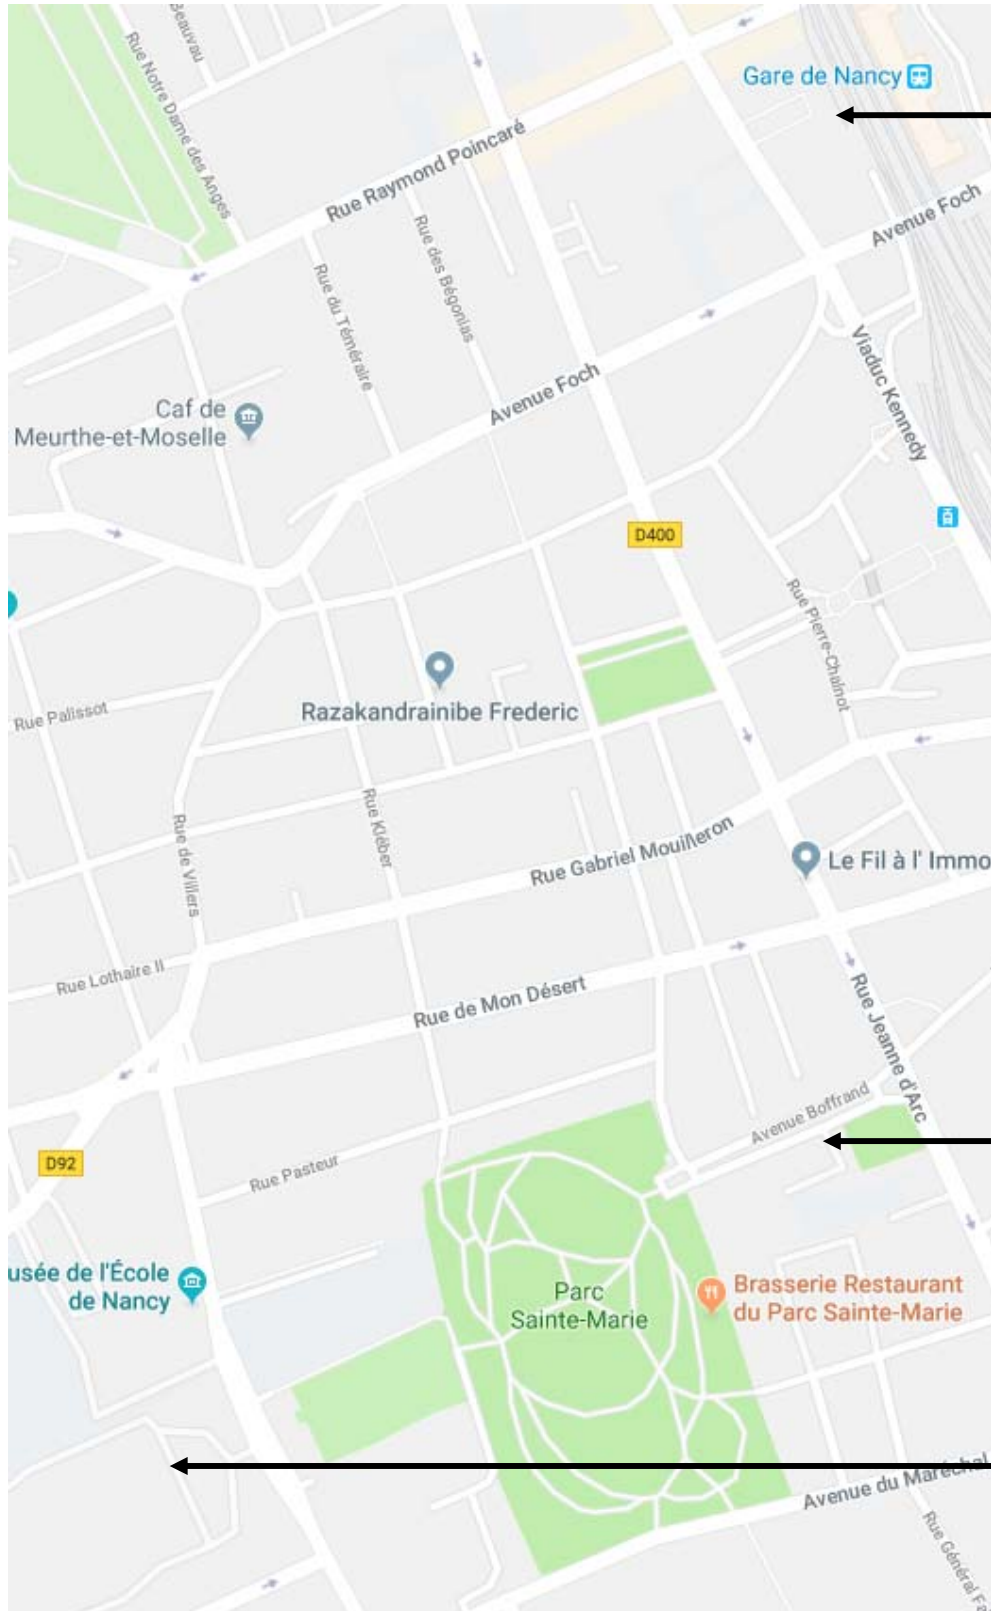 Beauvau
Rue Notre Dame des Anges
Gare de Nancy
Rue Raymond Poincaré
Avenue Foch
Rue des Bégonias
Rue du Téméraire
Viaduc Kennedy
Avenue Foch
Caf de
Meurthe-et-Moselle
D400
Rue Pierre-Chalnot
Razakandrainibe Frederic
Rue Palissot
Rue Kléber
Rue de Villers
Rue Gabriel Mouilleron
Le Fil à l' Immo
Rue Lothaire II
Rue de Mon Désert
Rue Jeanne d'Arc
Avenue Boffrand
D92
Rue Pasteur
usée de l'École
de Nancy
Parc
Sainte-Marie
Brasserie Restaurant
du Parc Sainte-Marie
Avenue du Maréchal
Rue Général Fa